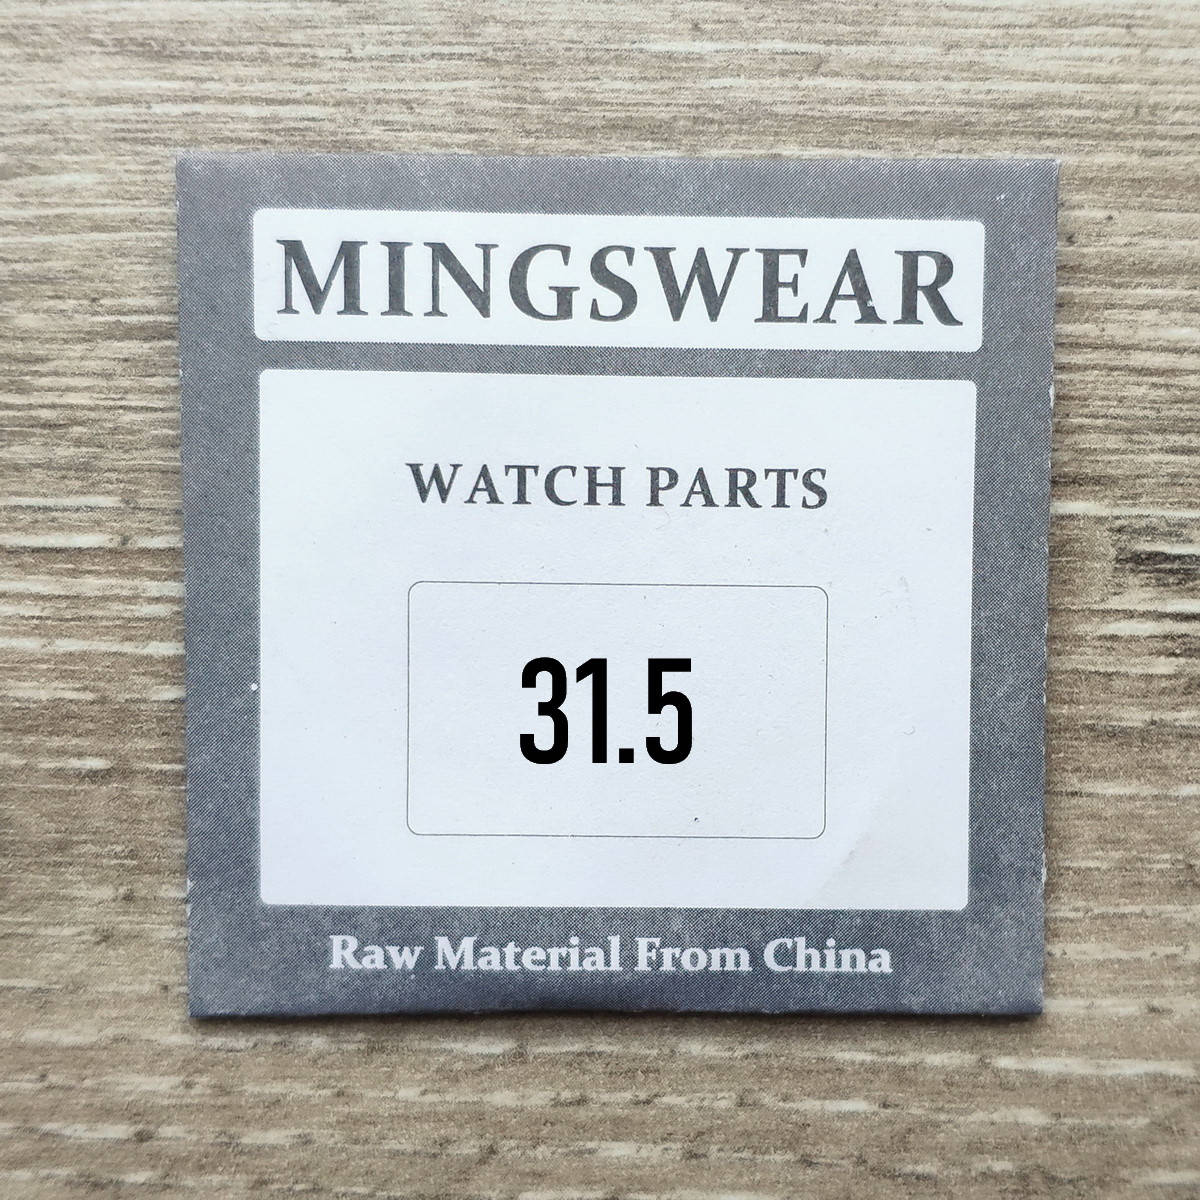 MINGSWEAR
WATCH PARTS
31.5
Raw Material From China